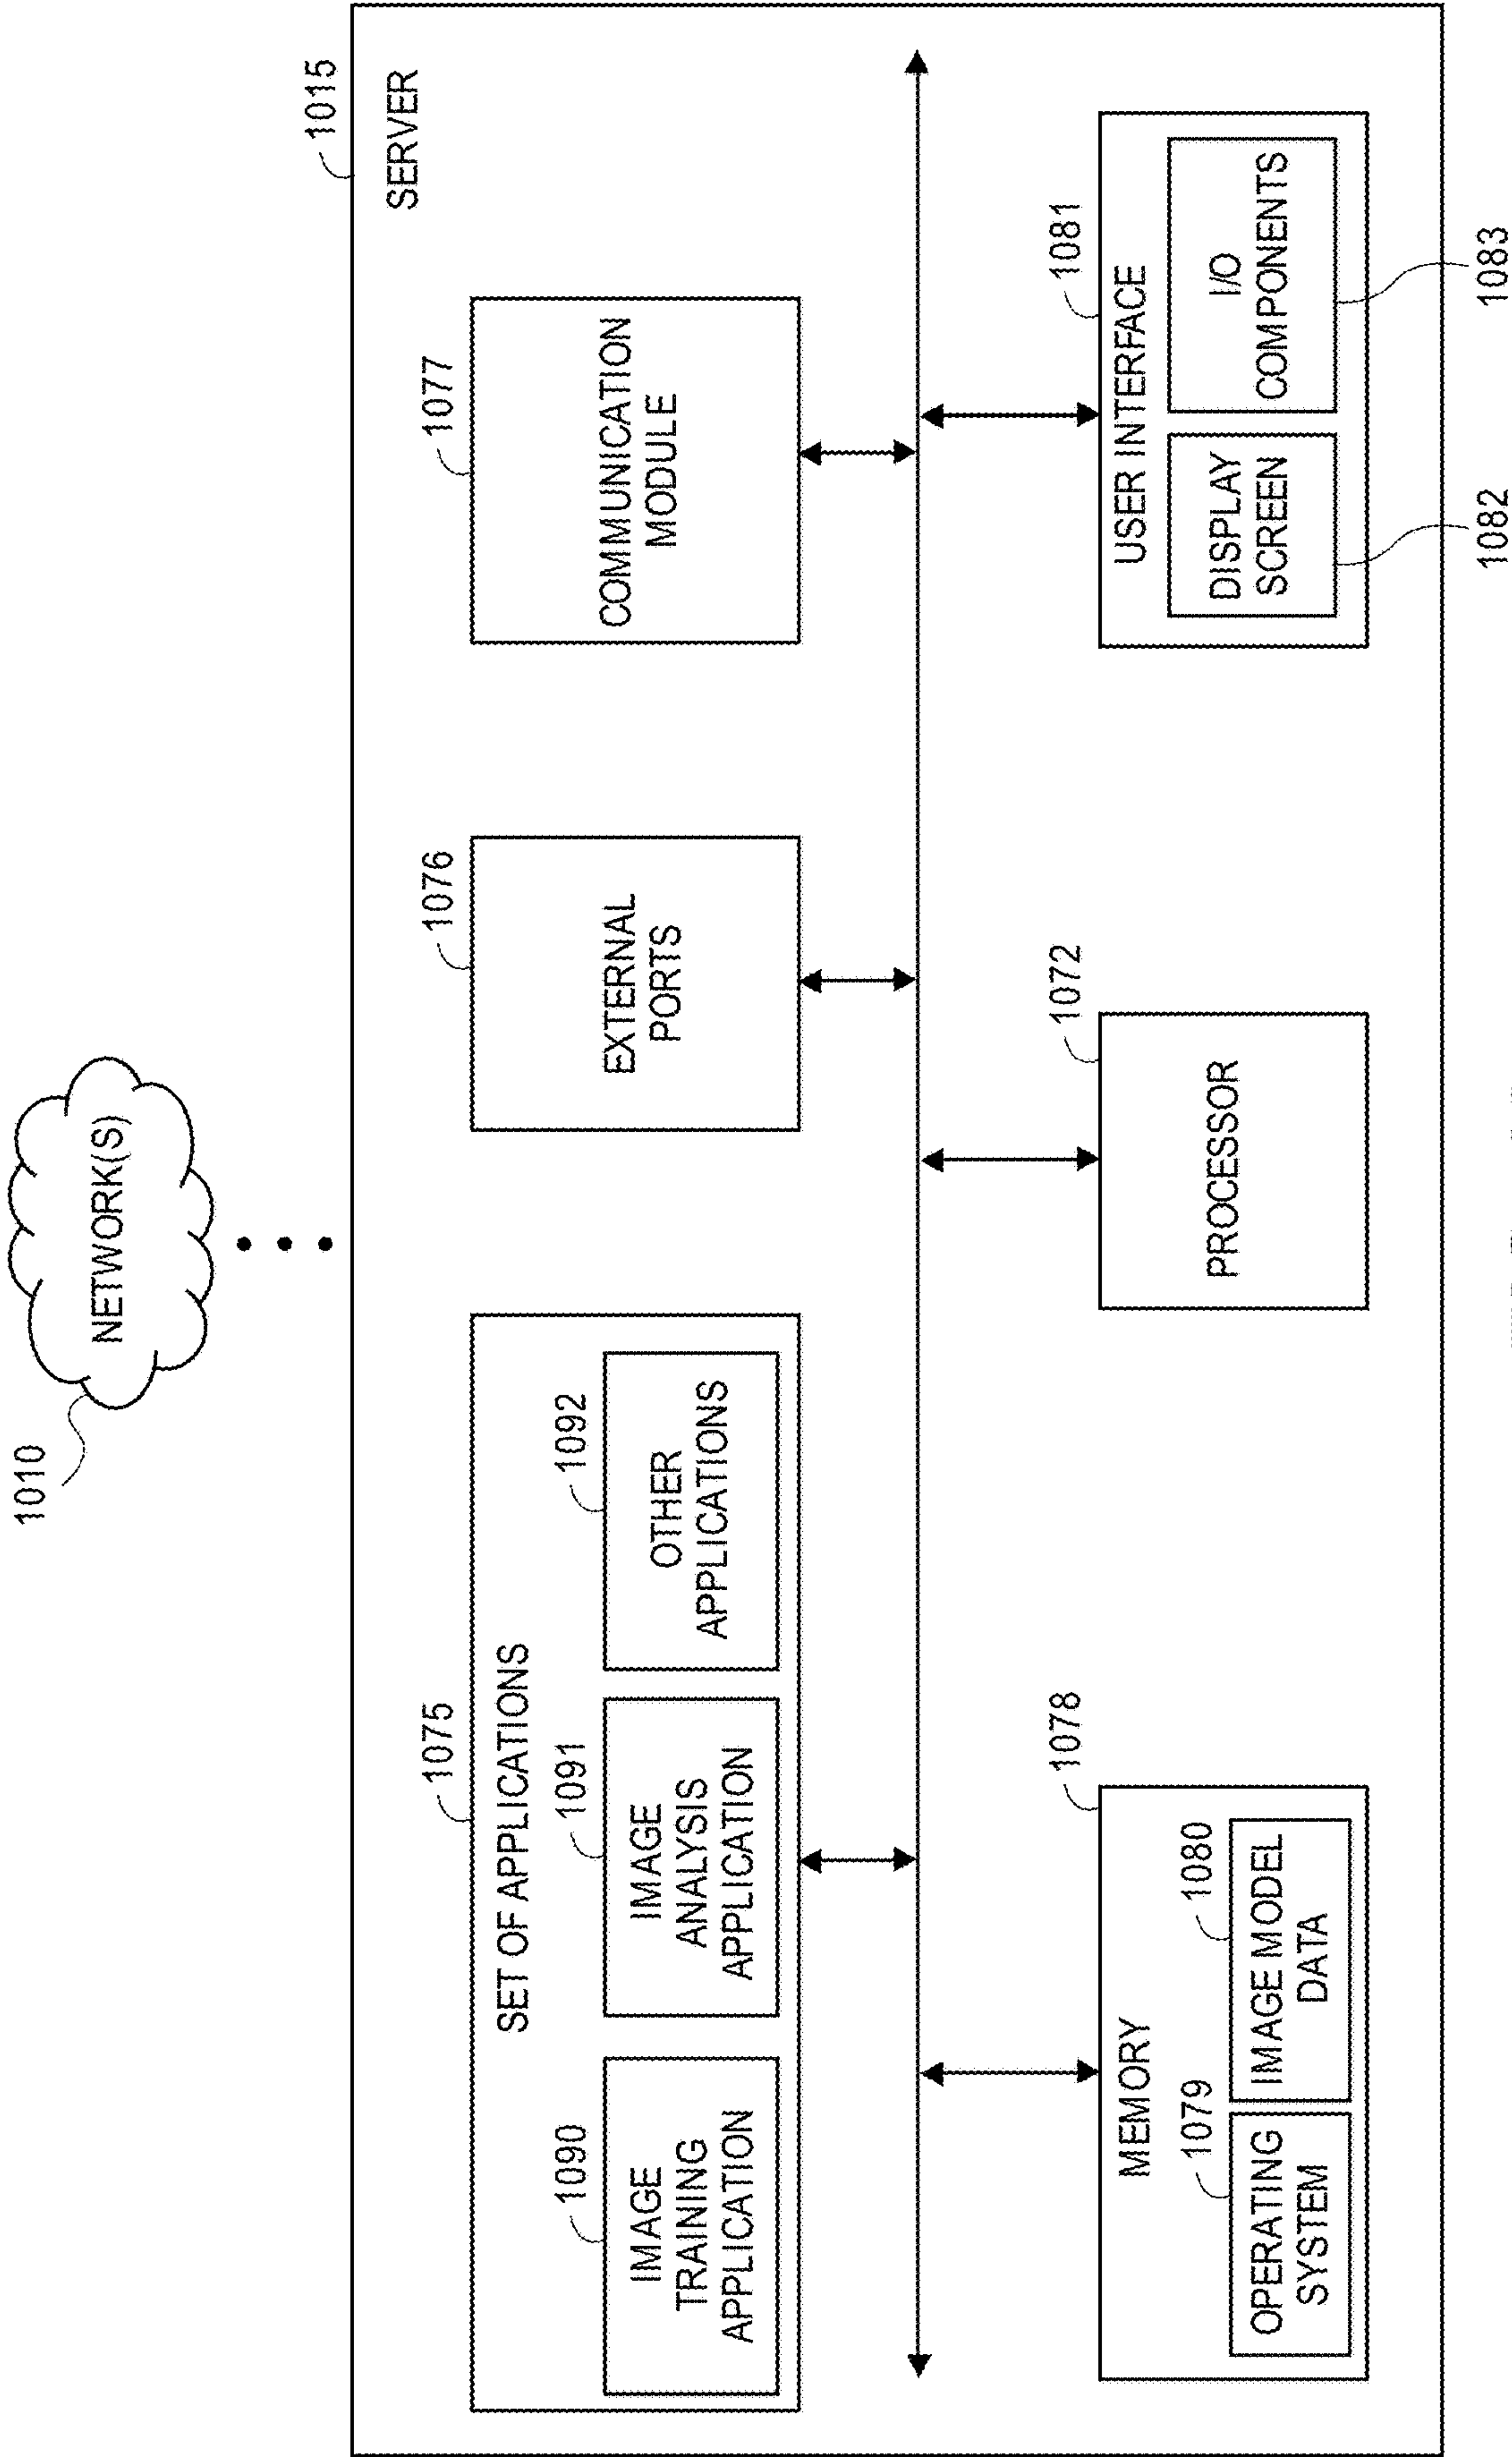 1010
NETWORK(S)
1015
SERVER
1075
SET OF APPLICATIONS
1090
IMAGE
TRAINING
APPLICATION
1091
IMAGE
ANALYSIS
APPLICATION
1092
OTHER
APPLICATIONS
1076
EXTERNAL
PORTS
1077
COMMUNICATION
MODULE
1078
MEMORY
1079
OPERATING
SYSTEM
1080
IMAGE MODEL
DATA
1072
PROCESSOR
1081
USER INTERFACE
DISPLAY
SCREEN
I/O
COMPONENTS
1082
1083